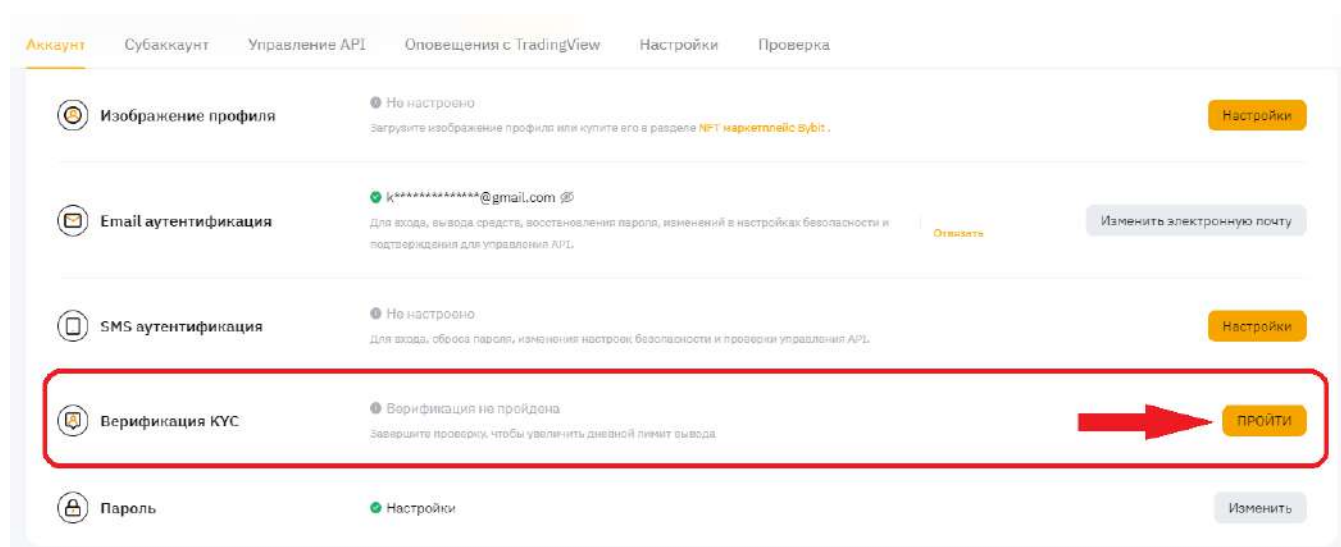 Аккаунт Субаккаунт Управление API Оповещения с TradingView Настройки Проверка
Изображение профиля
Не настроено
Загрузите изображение профиля или купите его в разделе NFT маркетплейс Bybit .
Настройки
Email аутентификация
k**************@gmail.com
Для входа, вывода средств, восстановления пароля, изменений в настройках безопасности и
подтверждения для управления API.
Отвязать
Изменить электронную почту
SMS аутентификация
Не настроено
Для входа, сброса пароля, изменения настроек безопасности и проверки управления API.
Настройки
Верификация KYC
Верификация не пройдена
Завершите проверку, чтобы увеличить дневной лимит вывода
ПРОЙТИ
Пароль
Настройки
Изменить